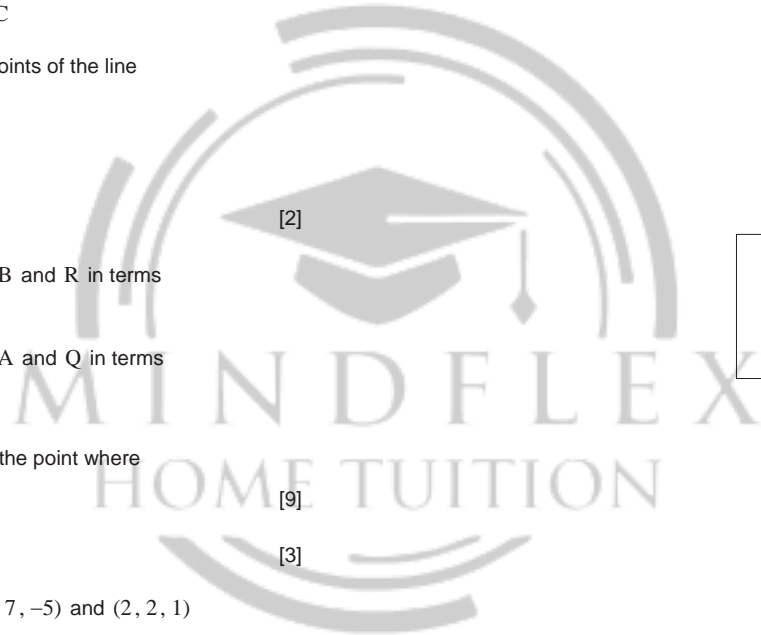 C
oints of the line
[2]
B and R in terms
A and Q in terms
MINDFLEX
the point where
HOME TUITION
[9]
[3]
7, –5) and (2, 2, 1)